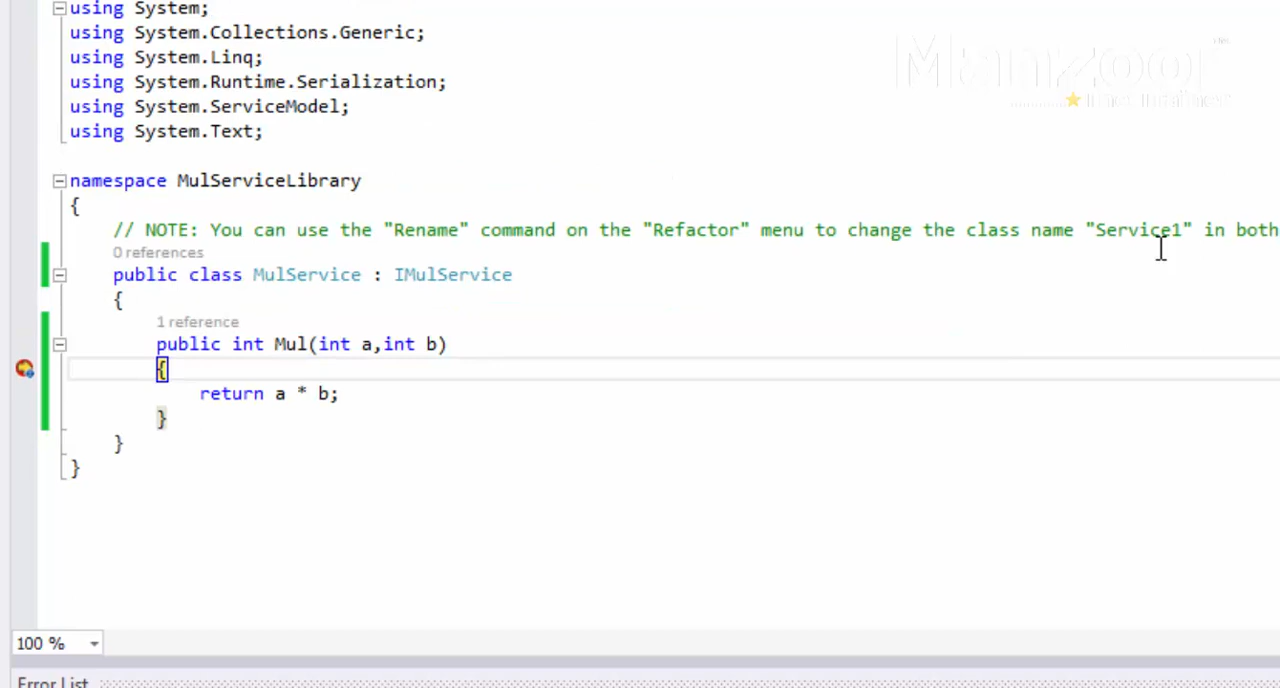 using System;
using System.Collections.Generic;
using System.Linq;
using System.Runtime.Serialization;
using System.ServiceModel;
using System.Text;
namespace MulServiceLibrary
{
// NOTE: You can use the "Rename" command on the "Refactor" menu to change the class name "Service1" in both
0 references
public class MulService : IMulService
{
1 reference
public int Mul(int a,int b)
{
return a * b;
}
}
}
100 %
Error List